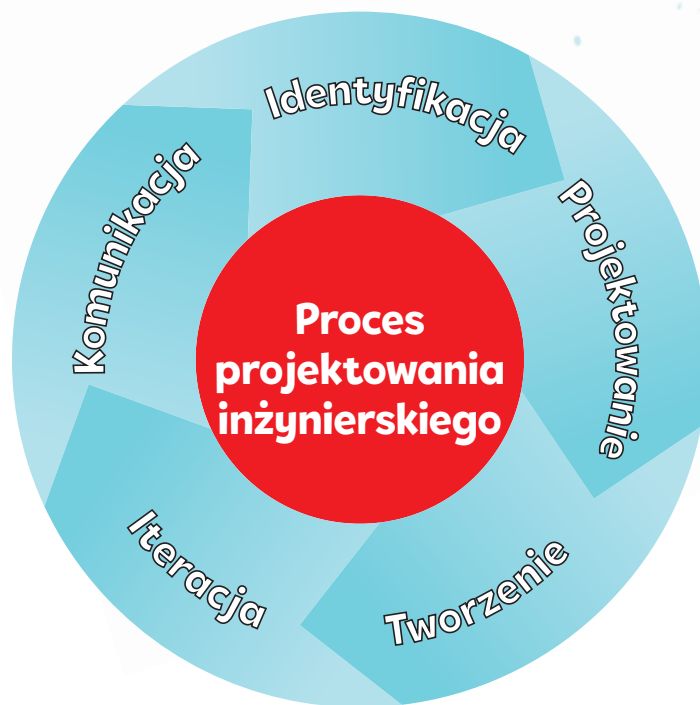 Proces
projektowania
inżynierskiego
Identyfikacja
Projektowanie
Tworzenie
Iteracja
Komunikacja